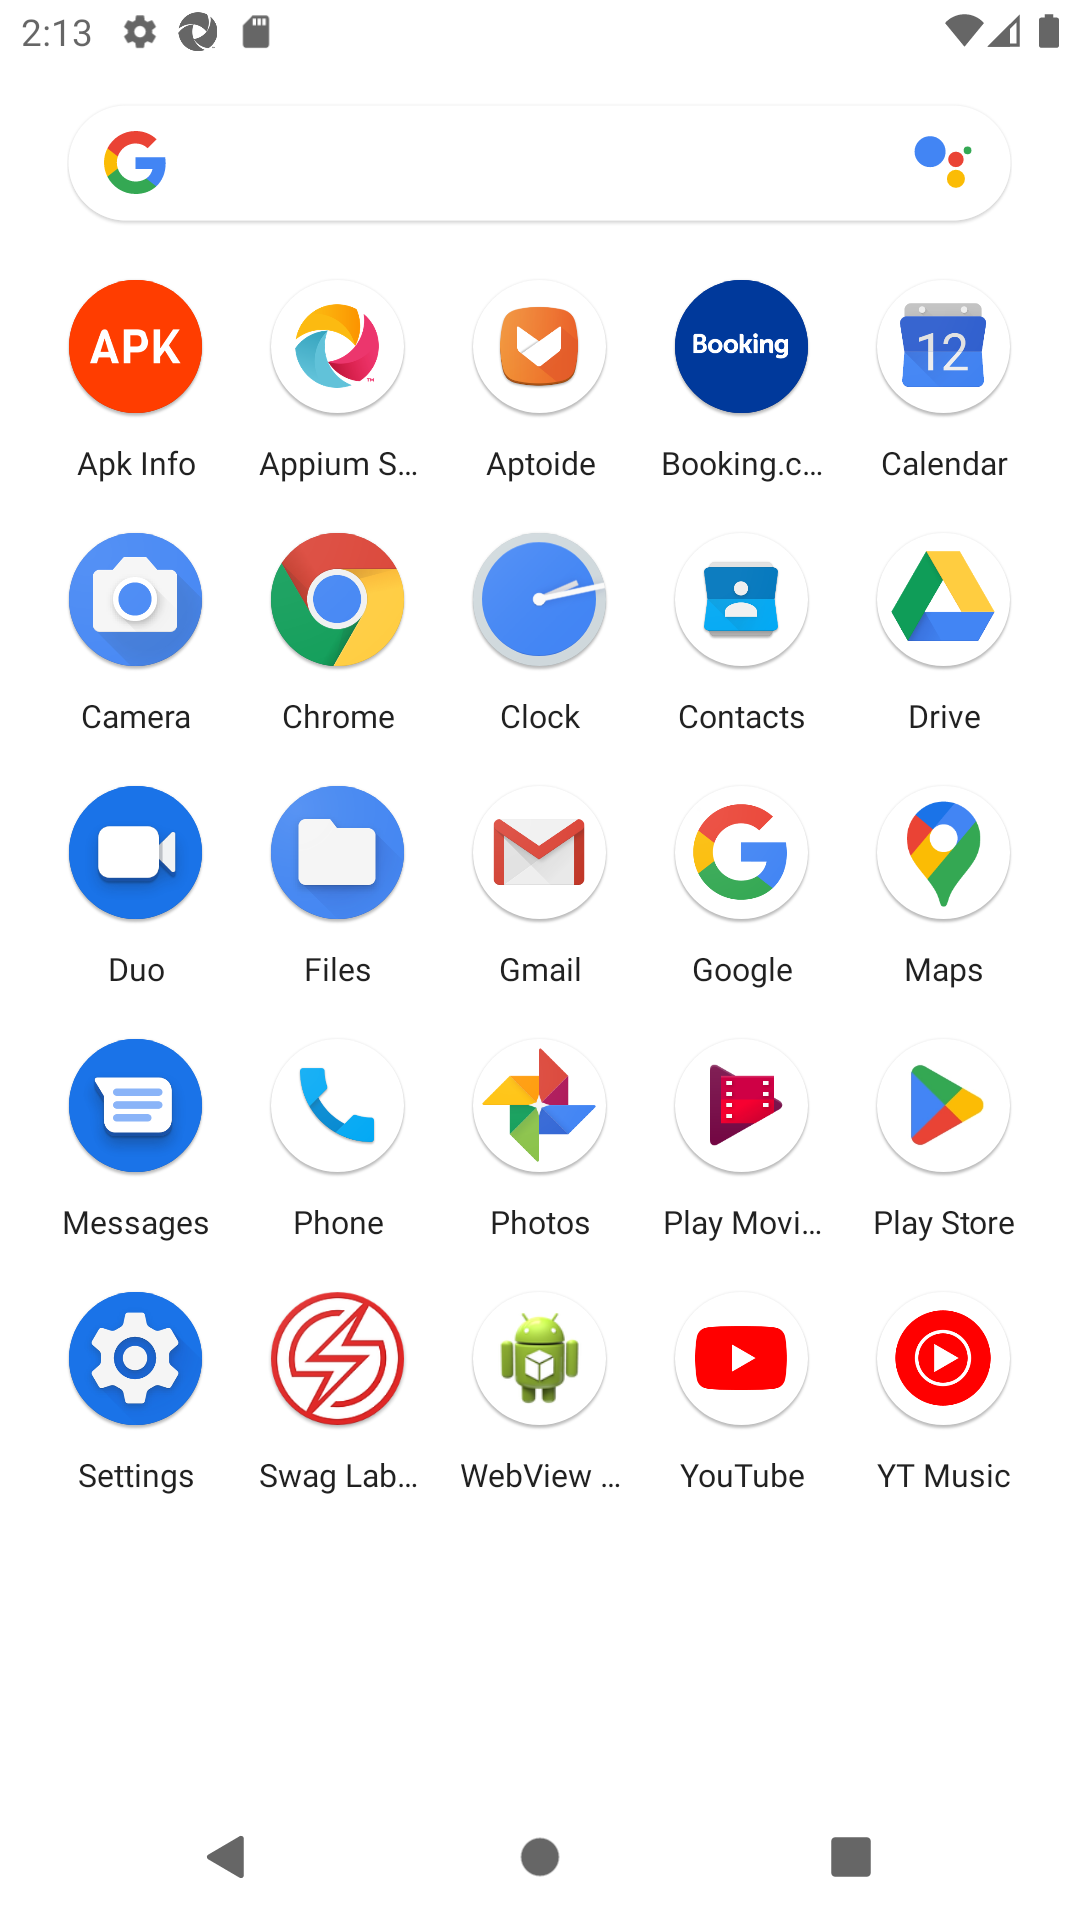 2:13
APK
Booking
12
Apk Info
Appium S...
Aptoide
Booking.c...
Calendar
Camera
Chrome
Clock
Contacts
Drive
Duo
Files
Gmail
Google
Maps
Messages
Phone
Photos
Play Movi...
Play Store
Settings
Swag Lab...
WebView ...
YouTube
YT Music